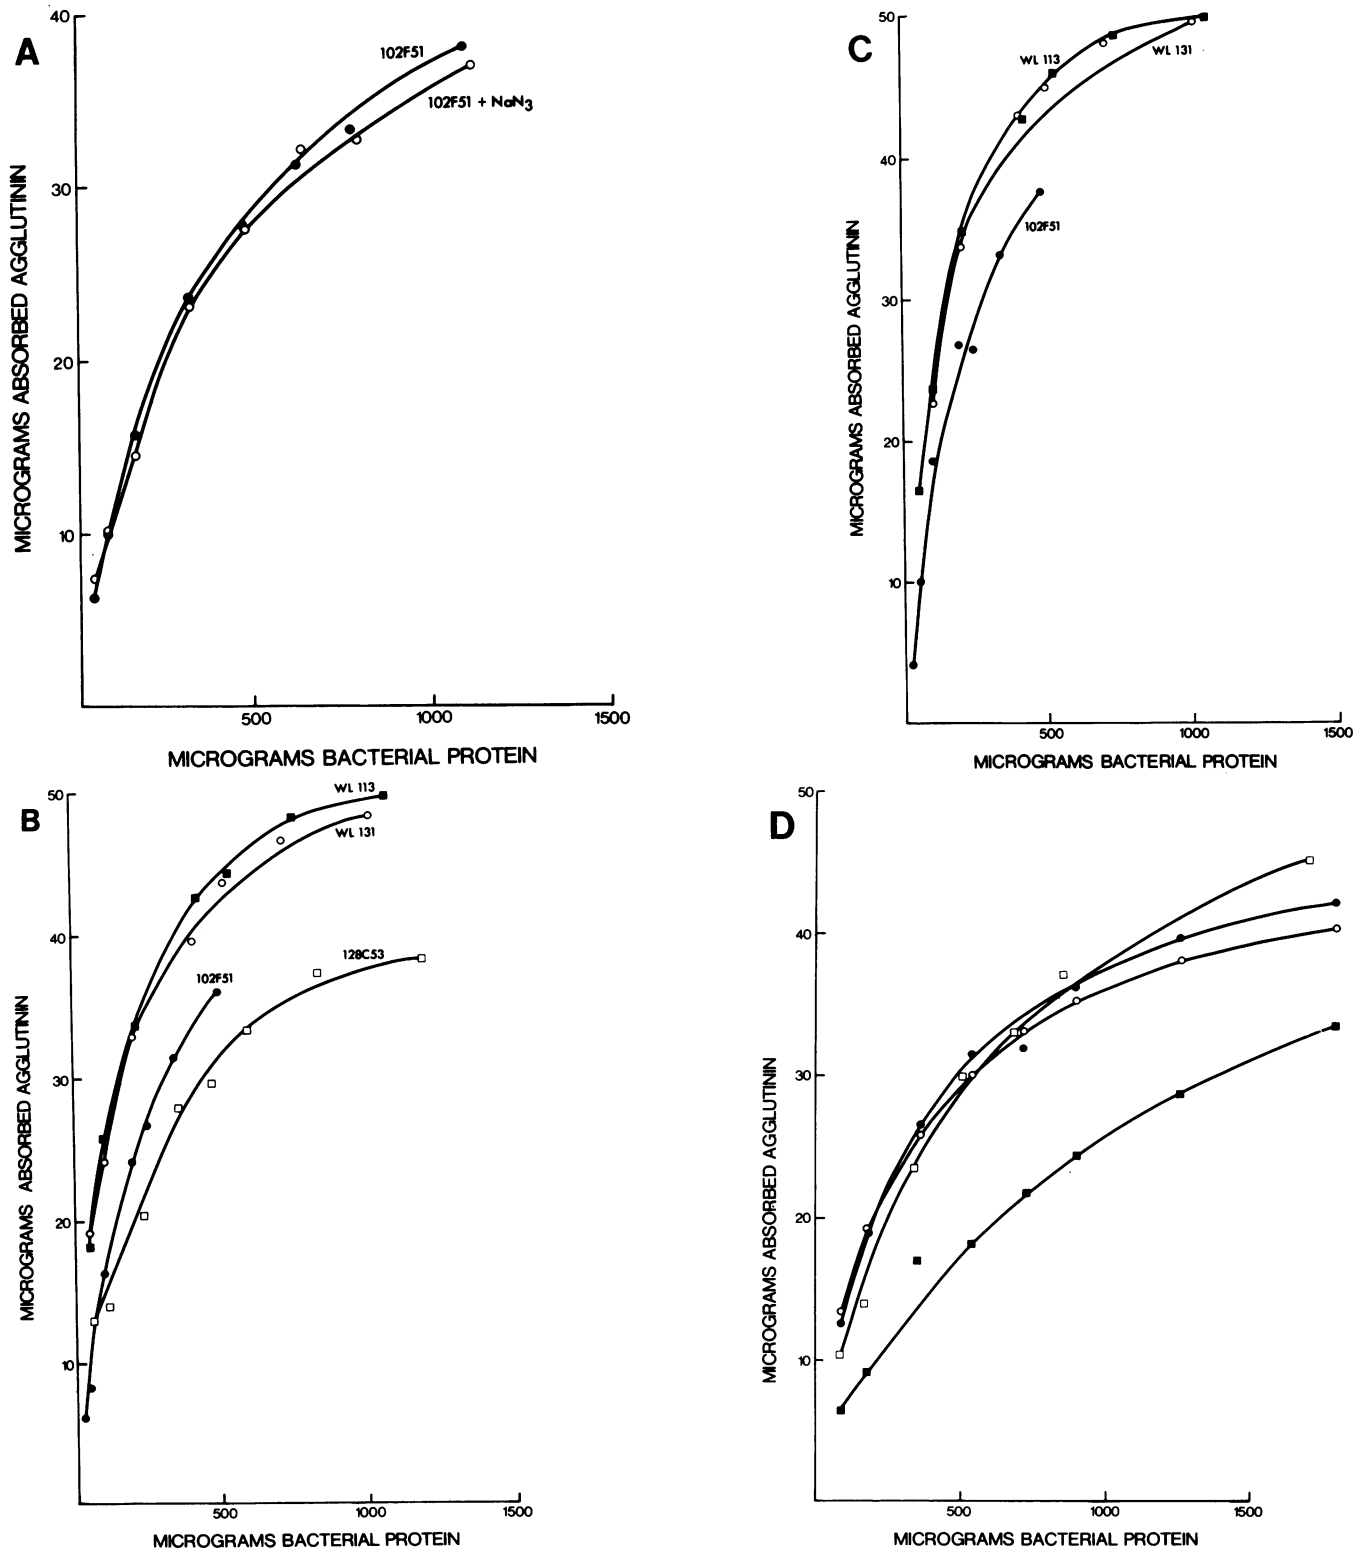 A
40
30
20
10
MICROGRAMS ABSORBED AGGLUTININ
102F51
102F51 + NaN3
500
1000
1500
MICROGRAMS BACTERIAL PROTEIN
C
50
40
30
20
10
MICROGRAMS ABSORBED AGGLUTININ
WL 113
WL 131
102F51
500
1000
1500
MICROGRAMS BACTERIAL PROTEIN
B
50
40
30
20
10
MICROGRAMS ABSORBED AGGLUTININ
WL 113
WL 131
128C53
102F51
500
1000
1500
MICROGRAMS BACTERIAL PROTEIN
D
50
40
30
20
10
MICROGRAMS ABSORBED AGGLUTININ
500
1000
1500
MICROGRAMS BACTERIAL PROTEIN